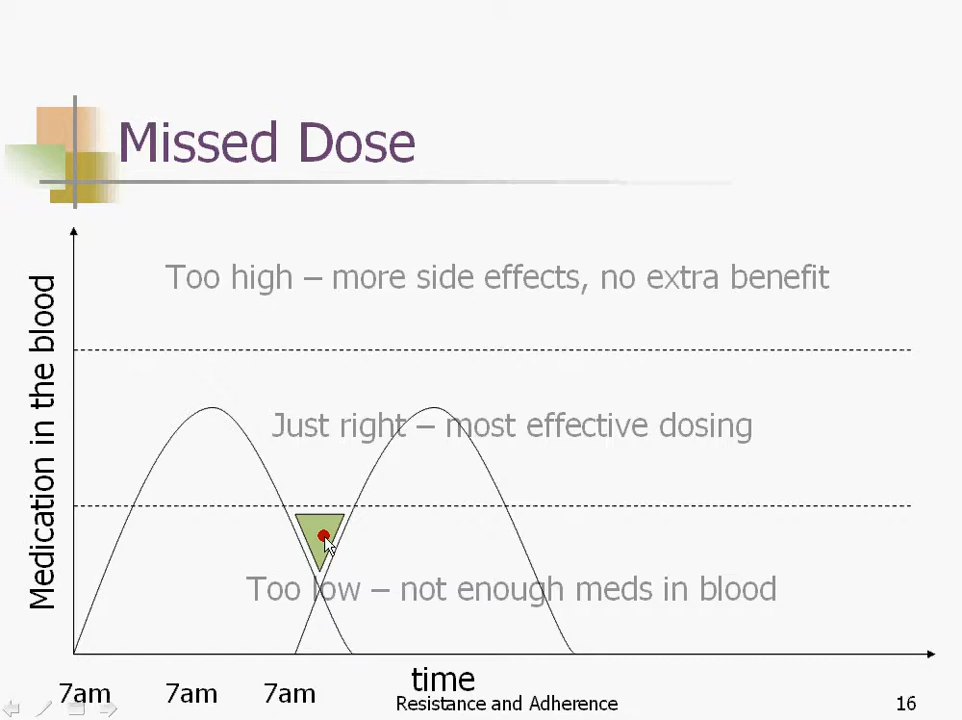 Missed Dose
Too high – more side effects, no extra benefit
Medication in the blood
Just right – most effective dosing
Too low – not enough meds in blood
7am 7am 7am time
Resistance and Adherence 16